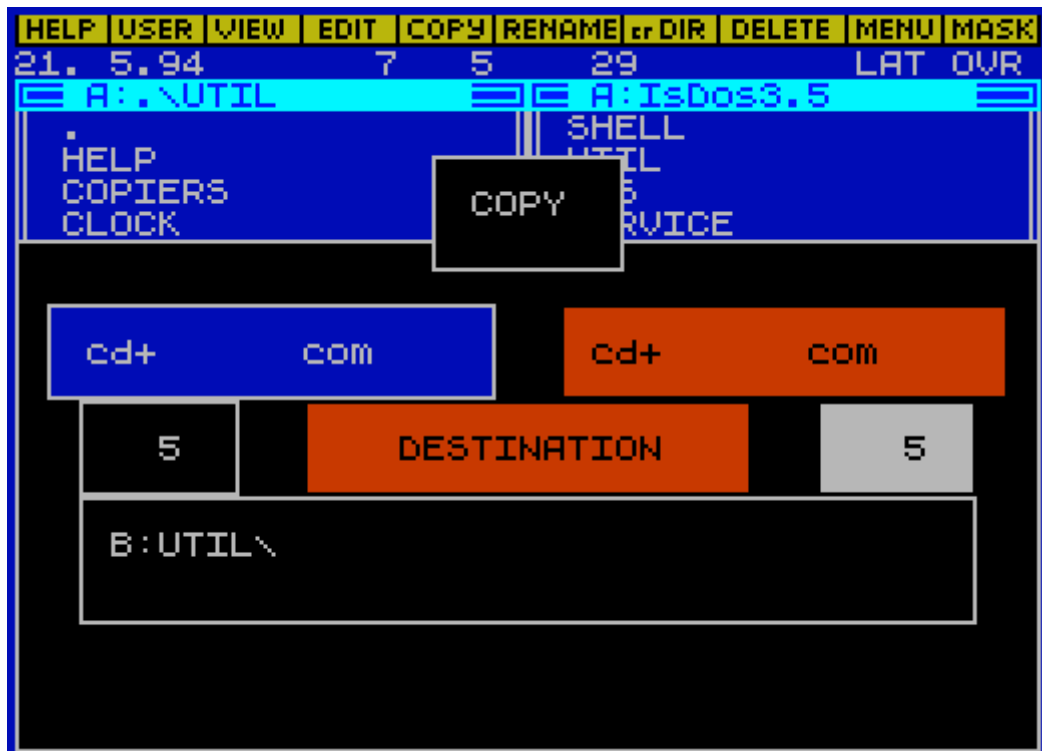 HELP USER VIEW EDIT COPY RENAME cr DIR DELETE MENU MASK
21. 5.94 7 5 29 LAT OVR
A:.\UTIL A:IsDos3.5
. SHELL
HELP
COPIERS
CLOCK
COPY
cd+ com cd+ com
5 DESTINATION 5
B:UTIL\